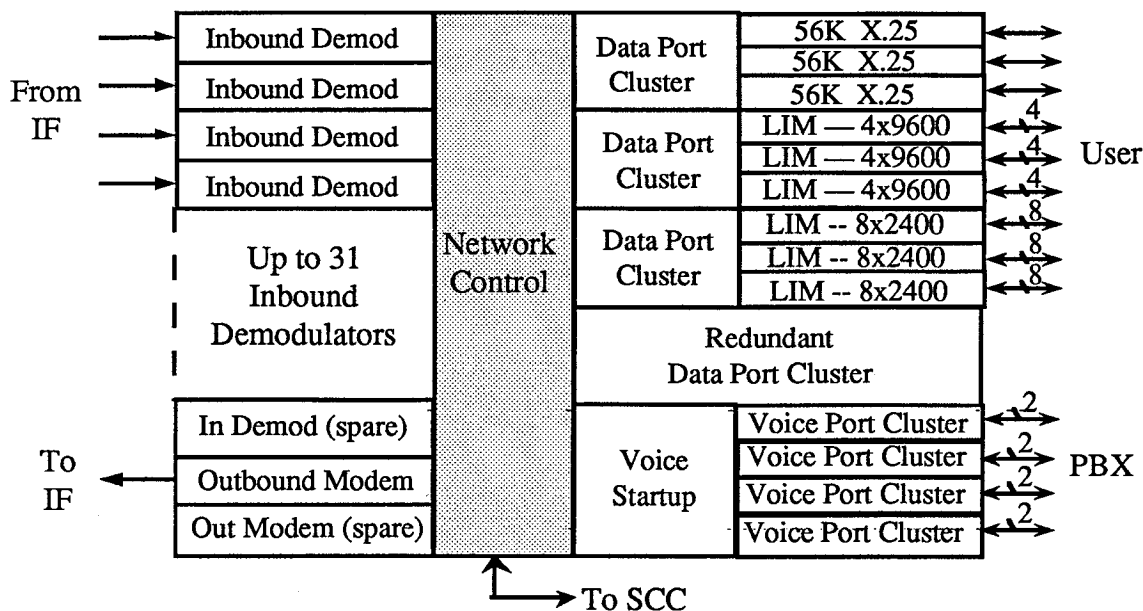 From
IF
To
IF
Inbound Demod
Inbound Demod
Inbound Demod
Inbound Demod
Up to 31
Inbound
Demodulators
In Demod (spare)
Outbound Modem
Out Modem (spare)
Network
Control
Data Port
Cluster
56K X.25
56K X.25
56K X.25
Data Port
Cluster
LIM — 4x9600
4
LIM — 4x9600
4
LIM — 4x9600
4
Data Port
Cluster
LIM -- 8x2400
8
LIM -- 8x2400
8
LIM -- 8x2400
8
User
Redundant
Data Port Cluster
Voice
Startup
Voice Port Cluster
2
Voice Port Cluster
2
Voice Port Cluster
2
Voice Port Cluster
2
PBX
To SCC